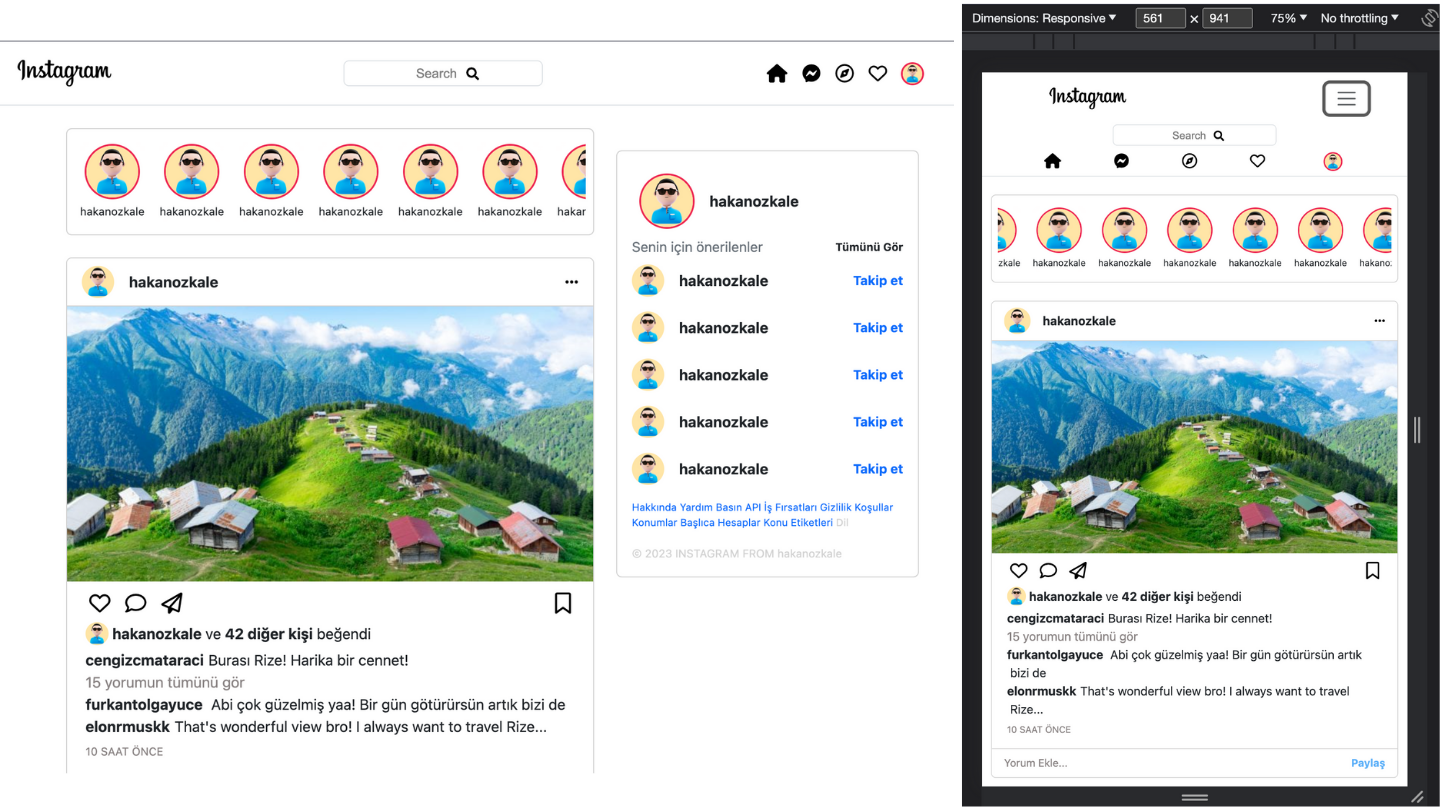 Instagram
Search
hakanozkale hakanozkale hakanozkale hakanozkale hakanozkale hakanozkale hakar
hakanozkale
hakanozkale ve 42 diğer kişi beğendi
cengizcmataraci Burası Rize! Harika bir cennet!
15 yorumun tümünü gör
furkantolgayuce Abi çok güzelmiş yaa! Bir gün götürürsün artık bizi de
elonrmuskk That's wonderful view bro! I always want to travel Rize...
10 SAAT ÖNCE
hakanozkale
Senin için önerilenler Tümünü Gör
hakanozkale Takip et
hakanozkale Takip et
hakanozkale Takip et
hakanozkale Takip et
hakanozkale Takip et
Hakkında Yardım Basın API İş Fırsatları Gizlilik Koşullar
Konumlar Başlıca Hesaplar Konu Etiketleri Dil
© 2023 INSTAGRAM FROM hakanozkale
Dimensions: Responsive 561 x 941 75% No throttling
Instagram
Search
zkale hakanozkale hakanozkale hakanozkale hakanozkale hakanozkale hakano
hakanozkale
hakanozkale ve 42 diğer kişi beğendi
cengizcmataraci Burası Rize! Harika bir cennet!
15 yorumun tümünü gör
furkantolgayuce Abi çok güzelmiş yaa! Bir gün götürürsün artık
bizi de
elonrmuskk That's wonderful view bro! I always want to travel
Rize...
10 SAAT ÖNCE
Yorum Ekle... Paylaş